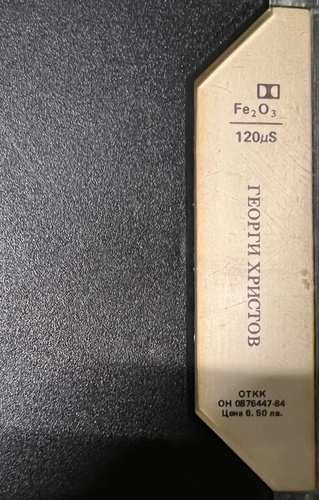 Fe₂O₃
120μS
ГЕОРГИ ХРИСТОВ
ОТКК
ОН 0876447-84
Цена 6. 50 лв.